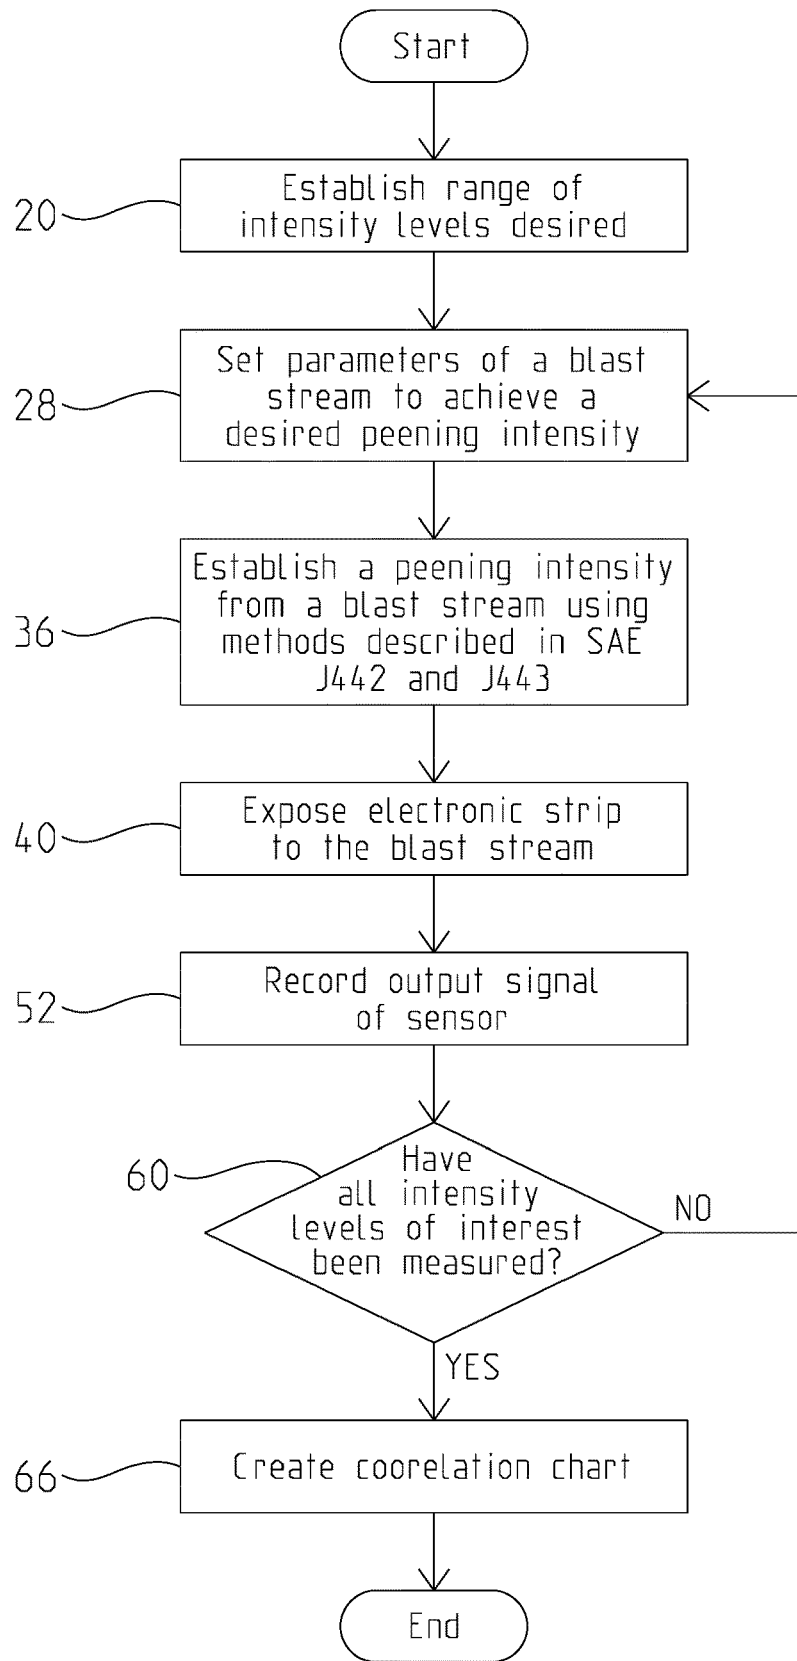 Start
20
Establish range of
intensity levels desired
28
Set parameters of a blast
stream to achieve a
desired peening intensity
36
Establish a peening intensity
from a blast stream using
methods described in SAE
J442 and J443
40
Expose electronic strip
to the blast stream
52
Record output signal
of sensor
60
Have
all intensity
levels of interest
been measured?
NO
YES
66
Create coorelation chart
End